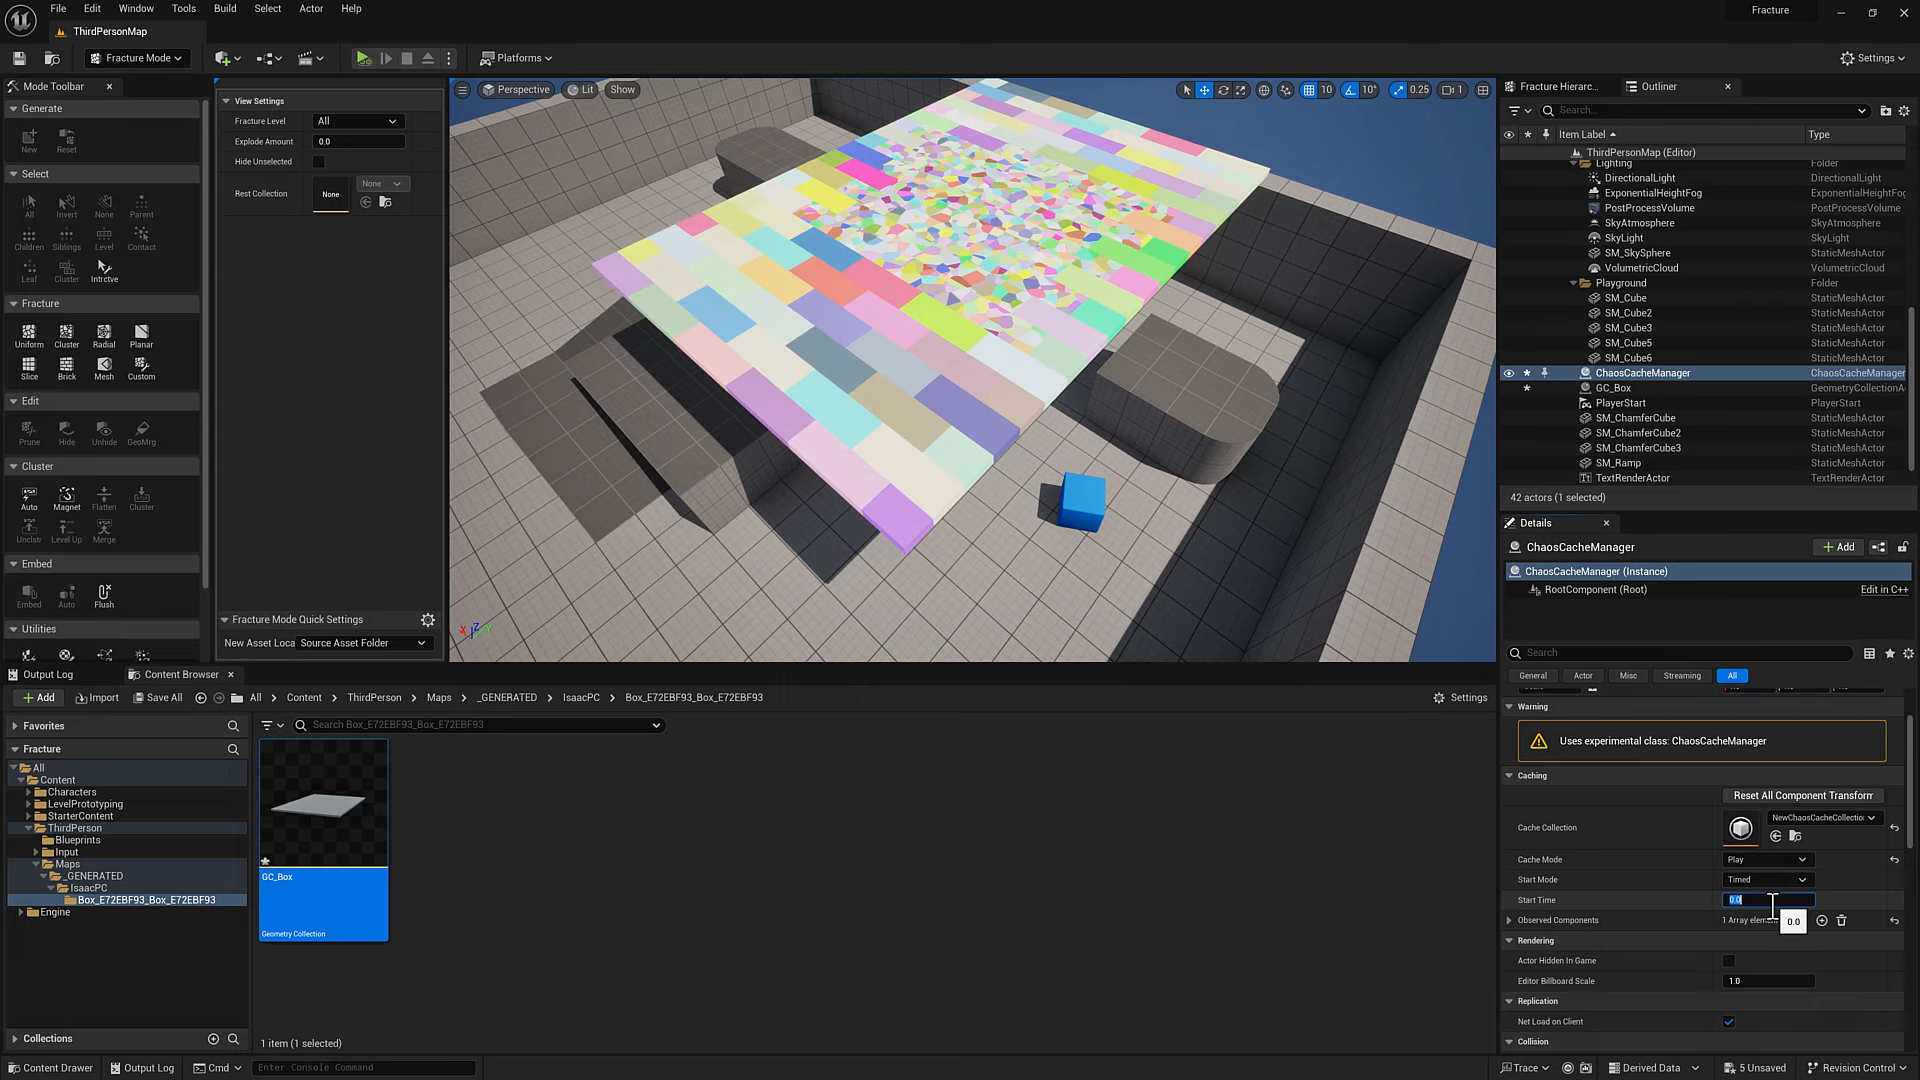 File Edit Window Tools Build Select Actor Help
Fracture
ThirdPersonMap
Fracture Mode
Platforms
Settings
Mode Toolbar
Generate
New Reset
Select
All Invert None Parent
Children Siblings Level Contact
Leaf Cluster Intrctve
Fracture
Uniform Cluster Radial Planar
Slice Brick Mesh Custom
Edit
Prune Hide Unhide GeoMrg
Cluster
Auto Magnet Flatten Cluster
Unclstr Level Up Merge
Embed
Embed Auto Flush
Utilities
View Settings
Fracture Level All
Explode Amount 0.0
Hide Unselected
Rest Collection None None
Fracture Mode Quick Settings
New Asset Loca Source Asset Folder
Perspective Lit Show
10 10° 0.25 1
X Z Y
Fracture Hierarc... Outliner
Search...
Item Label Type
ThirdPersonMap (Editor)
Lighting Folder
DirectionalLight DirectionalLight
ExponentialHeightFog ExponentialHeightFog
PostProcessVolume PostProcessVolume
SkyAtmosphere SkyAtmosphere
SkyLight SkyLight
SM_SkySphere StaticMeshActor
VolumetricCloud VolumetricCloud
Playground Folder
SM_Cube StaticMeshActor
SM_Cube2 StaticMeshActor
SM_Cube3 StaticMeshActor
SM_Cube5 StaticMeshActor
SM_Cube6 StaticMeshActor
ChaosCacheManager ChaosCacheManager
GC_Box GeometryCollectionA
PlayerStart PlayerStart
SM_ChamferCube StaticMeshActor
SM_ChamferCube2 StaticMeshActor
SM_ChamferCube3 StaticMeshActor
SM_Ramp StaticMeshActor
TextRenderActor TextRenderActor
42 actors (1 selected)
Details
ChaosCacheManager Add
ChaosCacheManager (Instance)
RootComponent (Root) Edit in C++
Search
General Actor Misc Streaming All
Warning
Uses experimental class: ChaosCacheManager
Caching
Reset All Component Transform
Cache Collection NewChaosCacheCollectio
Cache Mode Play
Start Mode Timed
Start Time 0.0
Observed Components 1 Array elem 0.0
Rendering
Actor Hidden In Game
Editor Billboard Scale 1.0
Replication
Net Load on Client
Collision
Output Log Content Browser
Add Import Save All All Content ThirdPerson Maps _GENERATED IsaacPC Box_E72EBF93_Box_E72EBF93 Settings
Favorites
Fracture
All
Content
Characters
LevelPrototyping
StarterContent
ThirdPerson
Blueprints
Input
Maps
_GENERATED
IsaacPC
Box_E72EBF93_Box_E72EBF93
Engine
Collections
Search Box_E72EBF93_Box_E72EBF93
GC_Box
Geometry Collection
1 item (1 selected)
Content Drawer Output Log Cmd Enter Console Command Trace Derived Data 5 Unsaved Revision Control